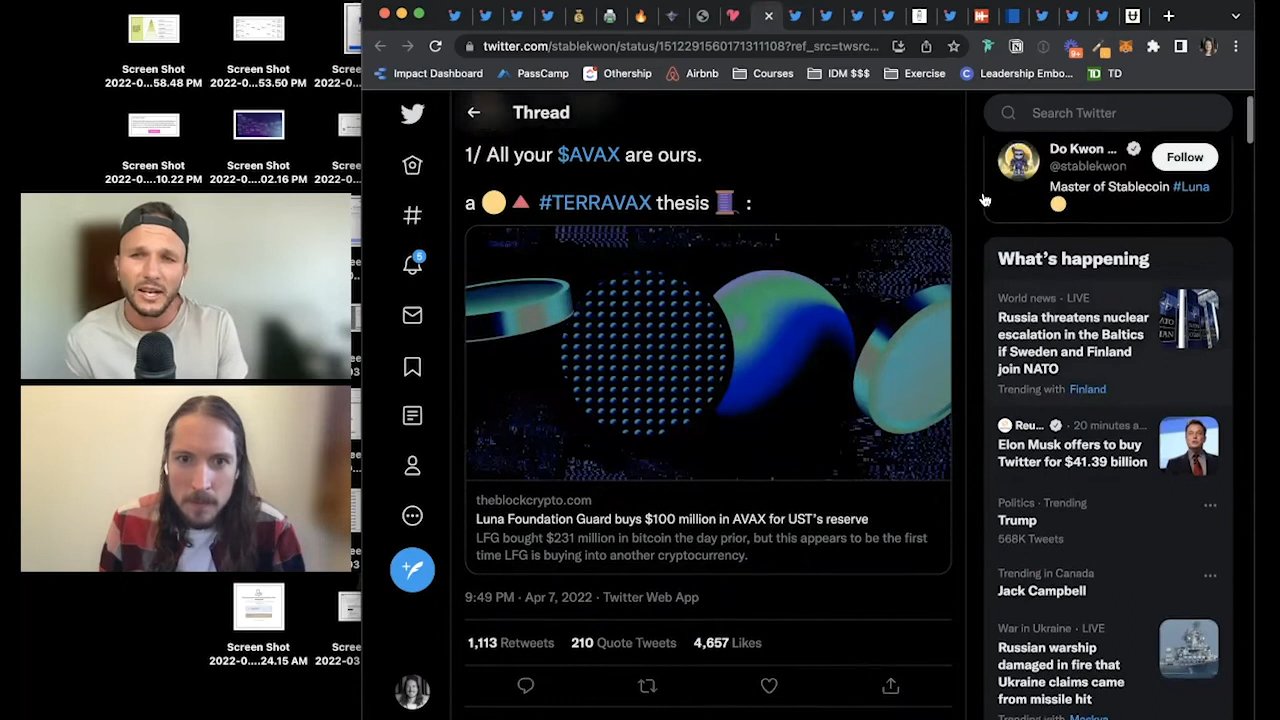 Screen Shot
2022-0...58.48 PM
Screen Shot
2022-0...53.50 PM
Screen Shot
2022-0....10.22 PM
Screen Shot
2022-0....02.16 PM
Screen Shot
2022-0....24.15 AM
Impact Dashboard
PassCamp
Othership
Airbnb
Courses
IDM K$$
Exercise
Leadership Emb...
TD
Thread
1/ All your $AVAX are ours.
a #TERRAVAX thesis :
theblockcrypto.com
Luna Foundation Guard buys $100 million in AVAX for UST's reserve
LFG bought $231 million in bitcoin the day prior, but this appears to be the first
time LFG is buying into another cryptocurrency.
9:49 PM · Apr 7, 2022 · Twitter Web App
1,113 Retweets 210 Quote Tweets 4,657 Likes
5
Search Twitter
Do Kwon ...
@stablekwon
Follow
Master of Stablecoin #Luna
What's happening
World news · LIVE
Russia threatens nuclear
escalation in the Baltics
if Sweden and Finland
join NATO
Trending with Finland
Reu... · 20 minutes a...
Elon Musk offers to buy
Twitter for $41.39 billion
Politics · Trending
Trump
568K Tweets
Trending in Canada
Jack Campbell
War in Ukraine · LIVE
Russian warship
damaged in fire that
Ukraine claims came
from missile hit